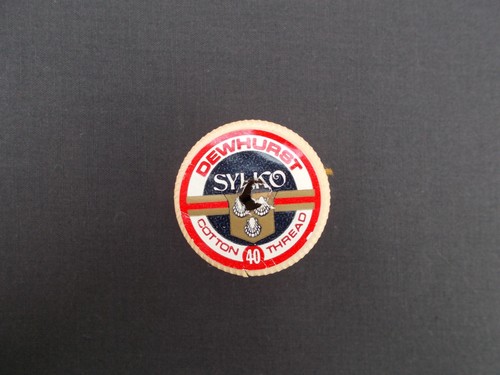 DEWHURST
SYLKO
COTTON THREAD
40